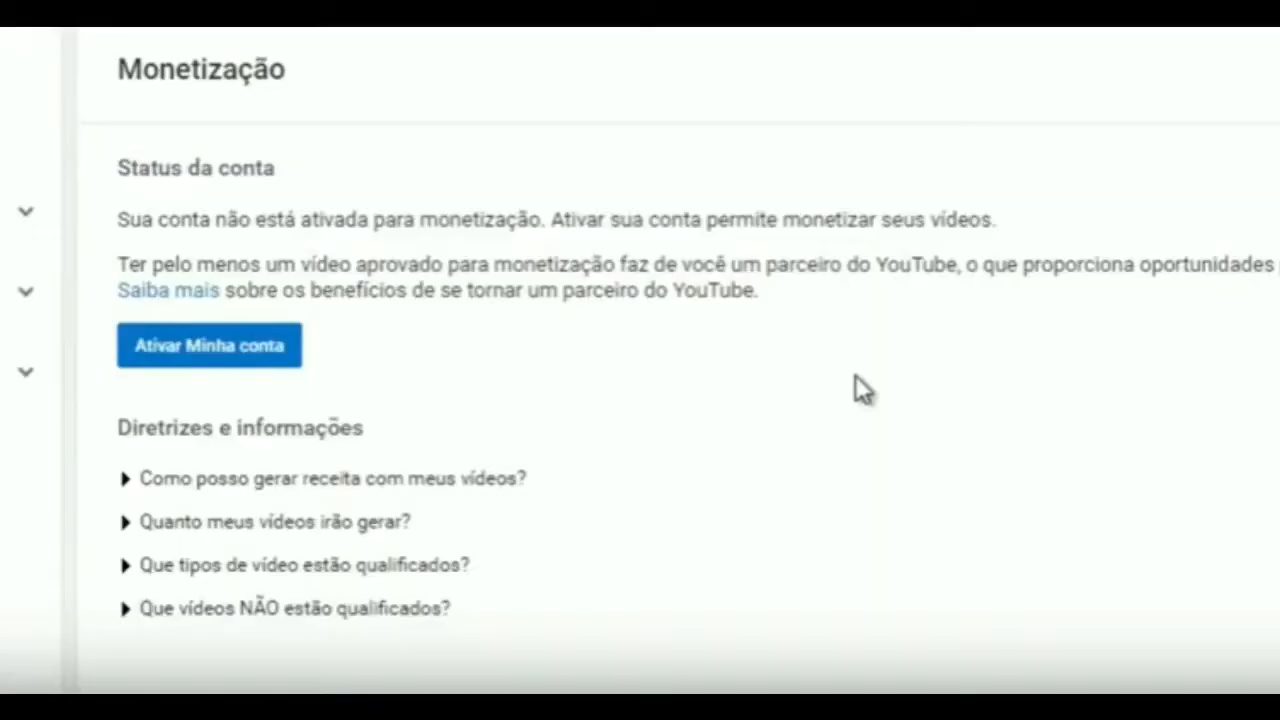 Monetização
Status da conta
Sua conta não está ativada para monetização. Ativar sua conta permite monetizar seus vídeos.
Ter pelo menos um vídeo aprovado para monetização faz de você um parceiro do YouTube, o que proporciona oportunidades
Saiba mais sobre os benefícios de se tornar um parceiro do YouTube.
Ativar Minha conta
Diretrizes e informações
Como posso gerar receita com meus vídeos?
Quanto meus vídeos irão gerar?
Que tipos de vídeo estão qualificados?
Que vídeos NÃO estão qualificados?